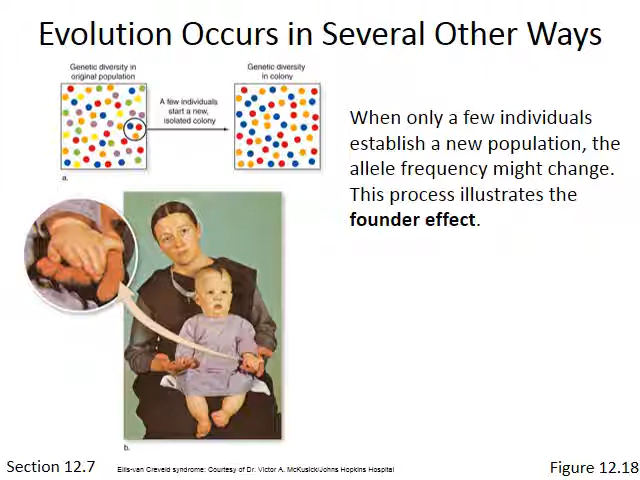 Evolution Occurs in Several Other Ways
Genetic diversity in
original population
Genetic diversity
in colony
A few individuals
start a new,
isolated colony
a.
When only a few individuals
establish a new population, the
allele frequency might change.
This process illustrates the
founder effect.
b.
Section 12.7
Ellis-van Creveld syndrome: Courtesy of Dr. Victor A. McKusick/Johns Hopkins Hospital
Figure 12.18